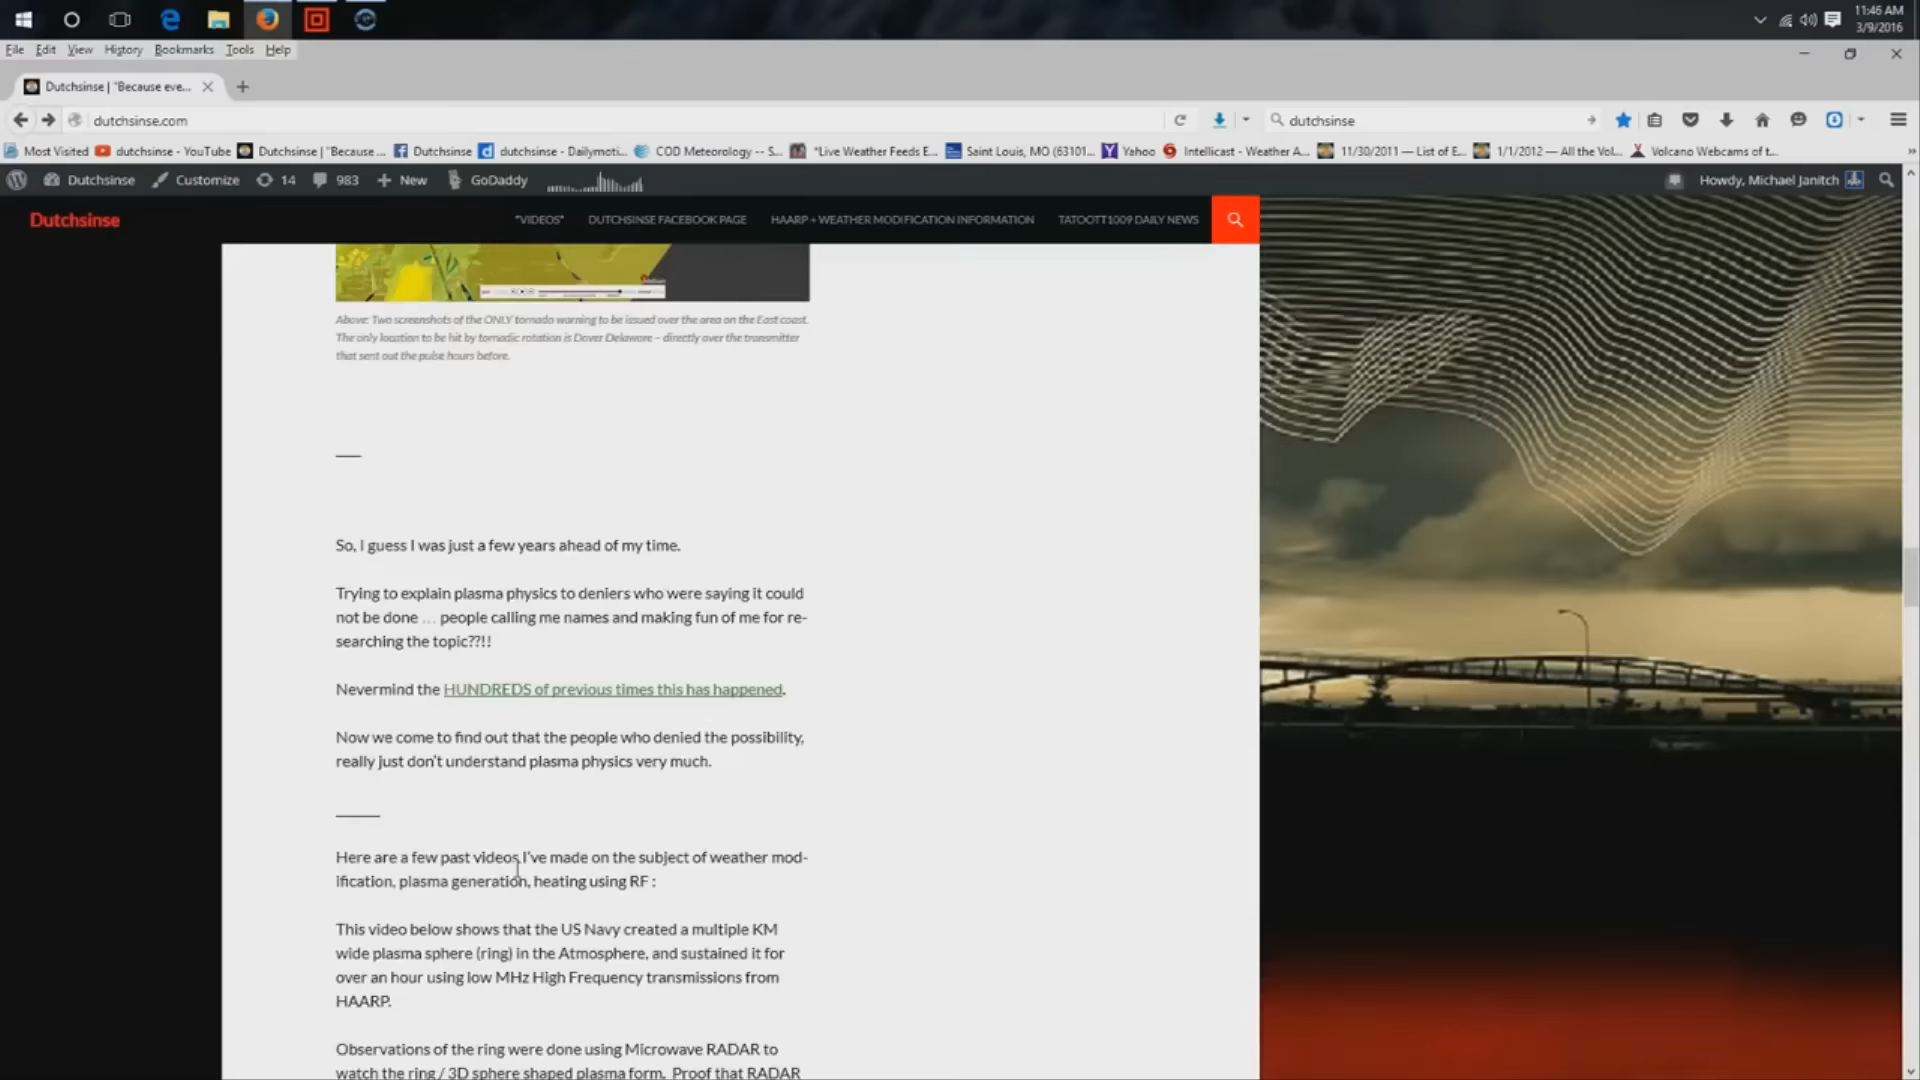 11:46 AM
3/9/2016
File Edit View History Bookmarks Tools Help
Dutchsinse | "Because eve...
dutchsinse.com
dutchsinse
Most Visited dutchsinse - YouTube Dutchsinse | "Because ... Dutchsinse dutchsinse - Dailymoti... COD Meteorology -- S... "Live Weather Feeds E... Saint Louis, MO (63101... Yahoo Intellicast - Weather A... 11/30/2011 — List of E... 1/1/2012 — All the Vol... Volcano Webcams of t...
Dutchsinse Customize 14 983 New GoDaddy Howdy, Michael Janitch
Dutchsinse
"VIDEOS" DUTCHSINSE FACEBOOK PAGE HAARP + WEATHER MODIFICATION INFORMATION TATOOTT1009 DAILY NEWS
Above: Two screenshots of the ONLY tornado warning to be issued over the area on the East coast.
The only location to be hit by tornadic rotation is Dover Delaware – directly over the transmitter
that sent out the pulse hours before.
So, I guess I was just a few years ahead of my time.
Trying to explain plasma physics to deniers who were saying it could
not be done ... people calling me names and making fun of me for re-
searching the topic??!!
Nevermind the HUNDREDS of previous times this has happened.
Now we come to find out that the people who denied the possibility,
really just don't understand plasma physics very much.
Here are a few past videos I've made on the subject of weather mod-
ification, plasma generation, heating using RF :
This video below shows that the US Navy created a multiple KM
wide plasma sphere (ring) in the Atmosphere, and sustained it for
over an hour using low MHz High Frequency transmissions from
HAARP.
Observations of the ring were done using Microwave RADAR to
watch the ring / 3D sphere shaped plasma form. Proof that RADAR